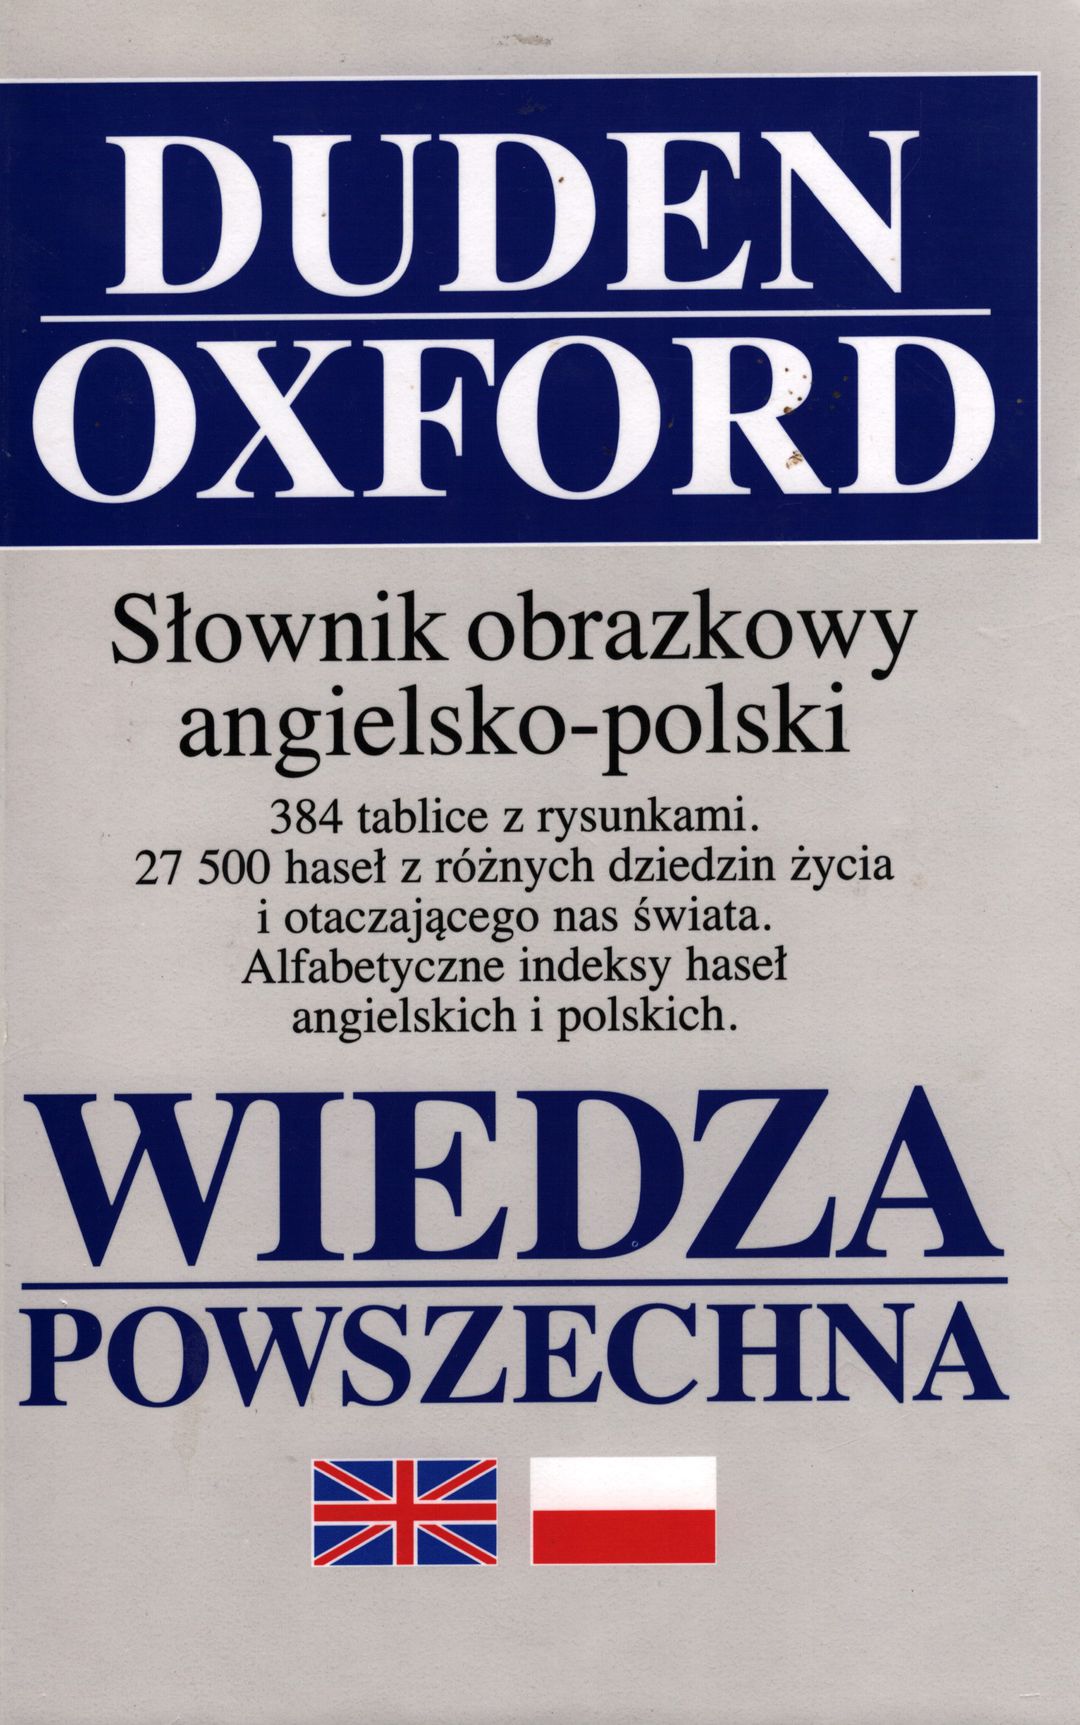 DUDEN
OXFORD
Słownik obrazkowy
angielsko-polski
384 tablice z rysunkami.
27 500 haseł z różnych dziedzin życia
i otaczającego nas świata.
Alfabetyczne indeksy haseł
angielskich i polskich.
WIEDZA
POWSZECHNA